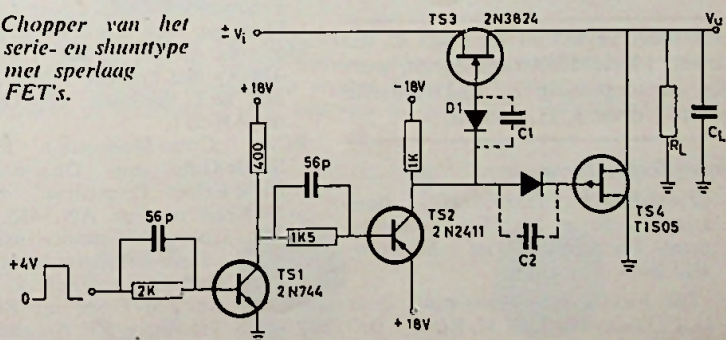 Chopper van het
serie- en shunttype
met sperlaag
FET's.
± Vi
TS3
2N3824
Vu
+18V
-18V
D1
C1
400
1K
RL
CL
56p
56p
TS2
2N2411
1K5
C2
TS4
TIS05
+4V
0
2K
TS1
2N744
+18V